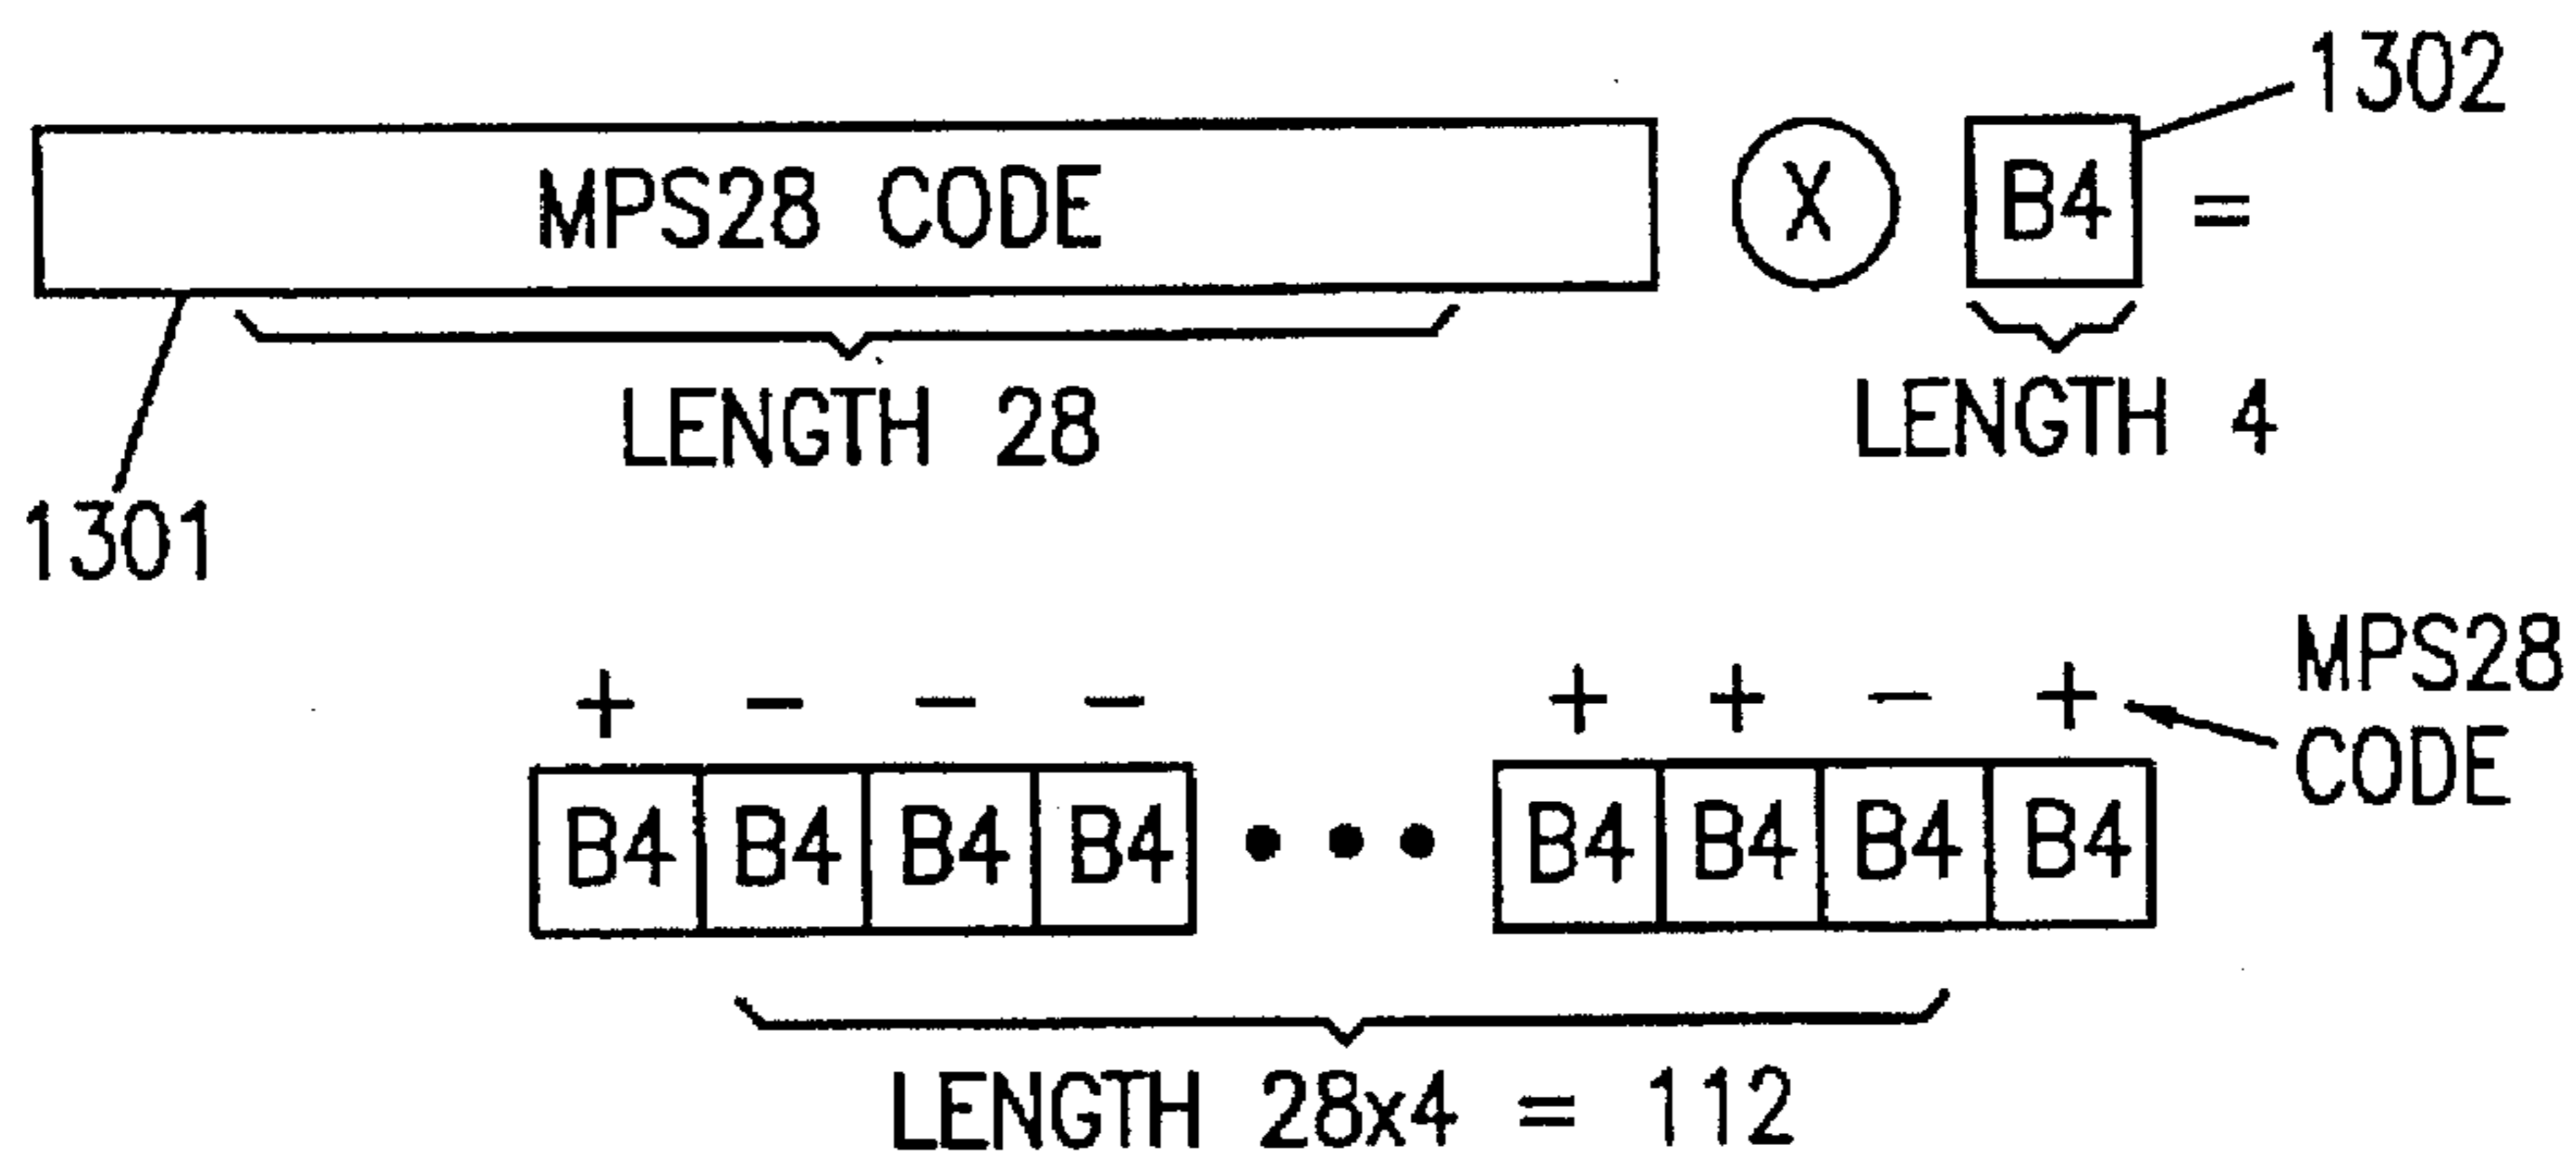 1302
MPS28 CODE X B4 =
LENGTH 28 LENGTH 4
1301
+ - - - + + - + MPS28
CODE
B4 B4 B4 B4 ••• B4 B4 B4 B4
LENGTH 28x4 = 112